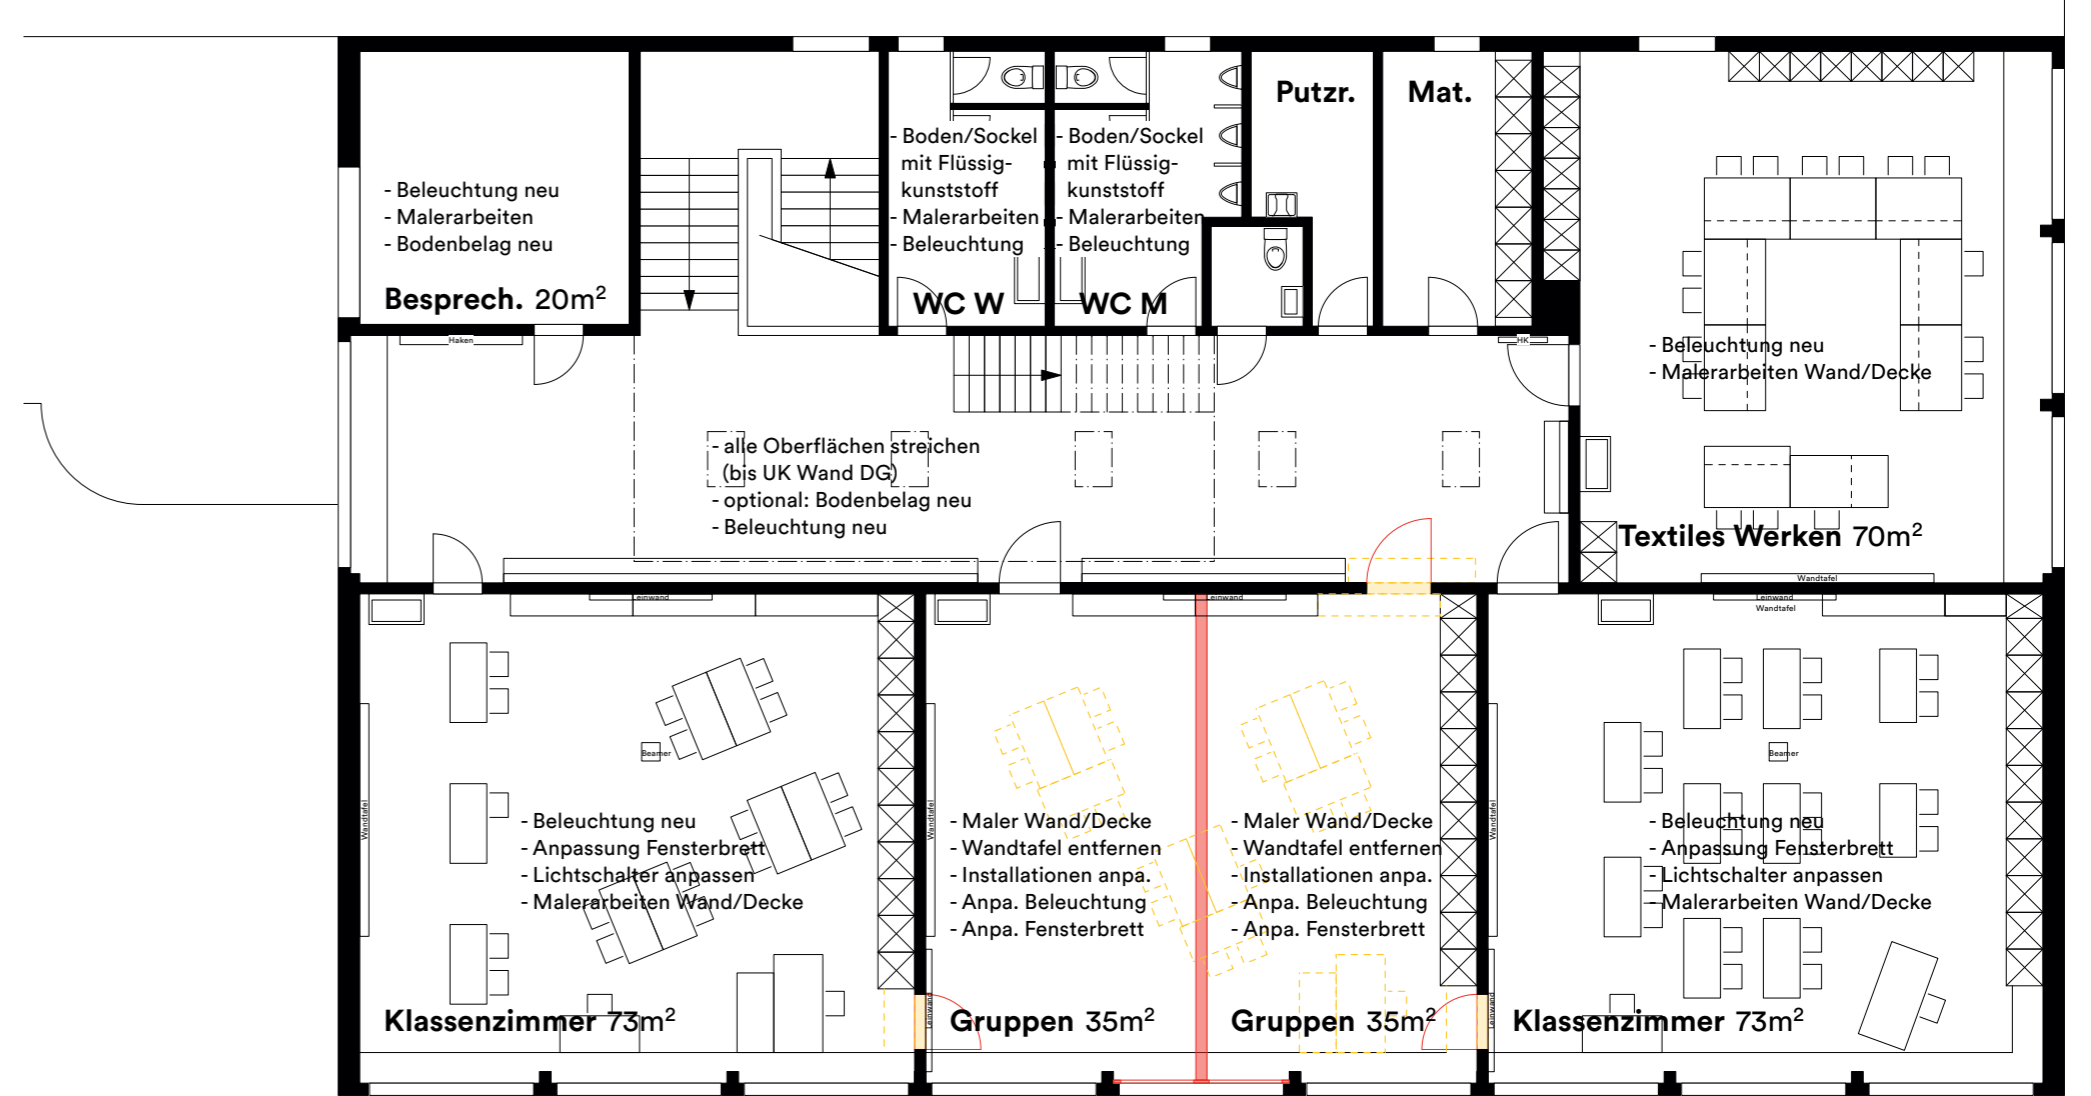 Putzr.
Mat.
- Beleuchtung neu
- Malerarbeiten
- Bodenbelag neu
Besprech. 20m²
- Boden/Sockel
mit Flüssig-
kunststoff
- Malerarbeiten
- Beleuchtung
WC W
- Boden/Sockel
mit Flüssig-
kunststoff
- Malerarbeiten
- Beleuchtung
WC M
Haken
HK
- Beleuchtung neu
- Malerarbeiten Wand/Decke
Textiles Werken 70m²
Wandtafel
- alle Oberflächen streichen
(bis UK Wand DG)
- optional: Bodenbelag neu
- Beleuchtung neu
Leinwand
Wandtafel
Beamer
- Beleuchtung neu
- Anpassung Fensterbrett
- Lichtschalter anpassen
- Malerarbeiten Wand/Decke
Klassenzimmer 73m²
Leinwand
Wandtafel
Leinwand
- Maler Wand/Decke
- Wandtafel entfernen
- Installationen anpa.
- Anpa. Beleuchtung
- Anpa. Fensterbrett
Gruppen 35m²
- Maler Wand/Decke
- Wandtafel entfernen
- Installationen anpa.
- Anpa. Beleuchtung
- Anpa. Fensterbrett
Gruppen 35m²
Leinwand
Wandtafel
Wandtafel
Leinwand
Beamer
- Beleuchtung neu
- Anpassung Fensterbrett
- Lichtschalter anpassen
- Malerarbeiten Wand/Decke
Klassenzimmer 73m²